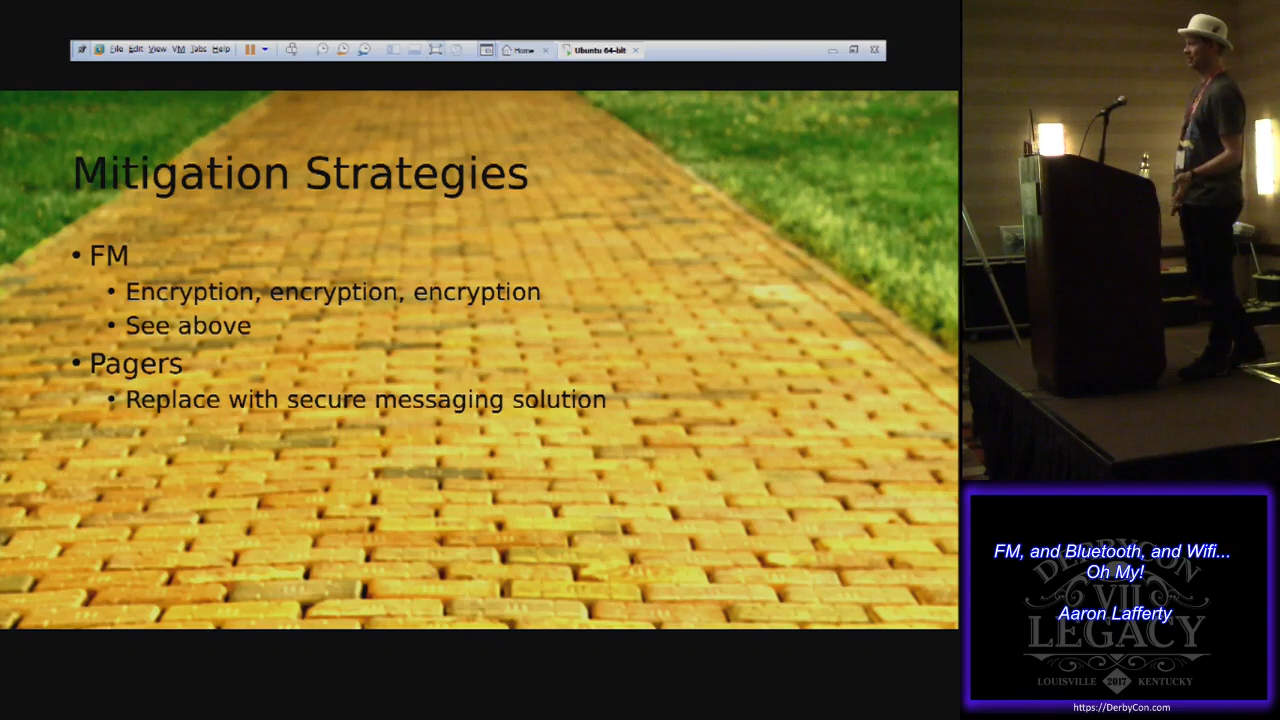 File Edit View VM Tabs Help
Home
Ubuntu 64-bit
Mitigation Strategies
• FM
• Encryption, encryption, encryption
• See above
• Pagers
• Replace with secure messaging solution
FM, and Bluetooth, and Wifi...
Oh My!
Aaron Lafferty
DERBYCON
VII
LEGACY
LOUISVILLE 2017 KENTUCKY
https://DerbyCon.com